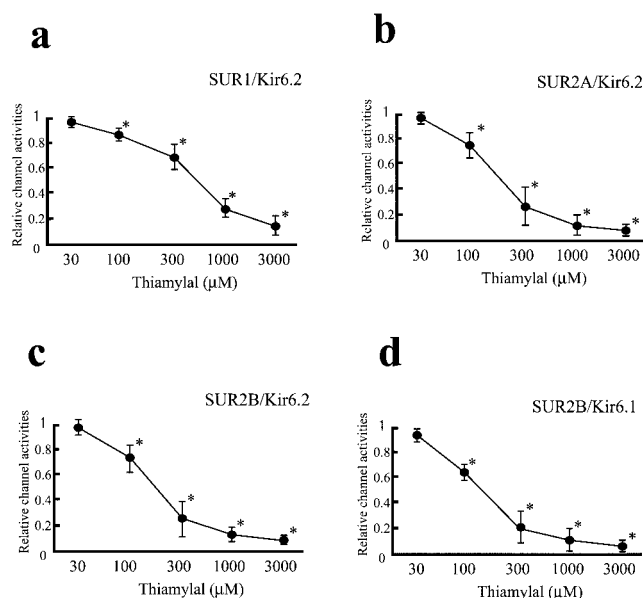 a
SUR1/Kir6.2
Relative channel activities
1
0.8
0.6
0.4
0.2
0
30 100 300 1000 3000
* * * *
Thiamylal (μM)
b
SUR2A/Kir6.2
Relative channel activities
1
0.8
0.6
0.4
0.2
0
30 100 300 1000 3000
* * * *
Thiamylal (μM)
c
SUR2B/Kir6.2
Relative channel activities
1
0.8
0.6
0.4
0.2
0
30 100 300 1000 3000
* * * *
Thiamylal (μM)
d
SUR2B/Kir6.1
Relative channel activities
1
0.8
0.6
0.4
0.2
0
30 100 300 1000 3000
* * * *
Thiamylal (μM)